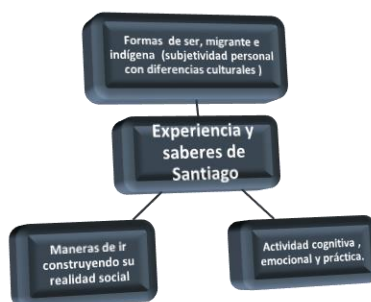 Formas de ser, migrante e
indígena (subjetividad personal
con diferencias culturales )
Experiencia y
saberes de
Santiago
Maneras de ir
construyendo su
realidad social
Actividad cognitiva ,
emocional y práctica.